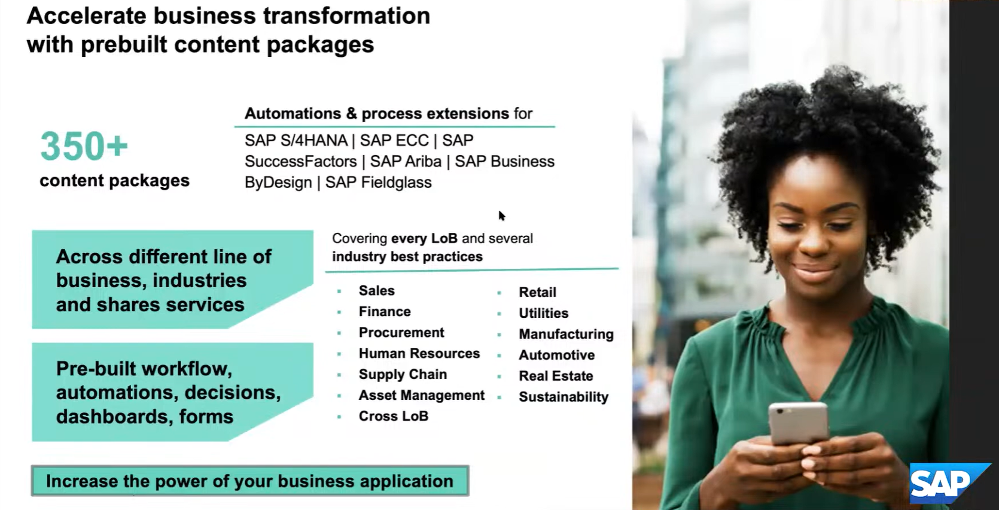 Accelerate business transformation
with prebuilt content packages
350+
content packages
Automations & process extensions for
SAP S/4HANA | SAP ECC | SAP
SuccessFactors | SAP Ariba | SAP Business
ByDesign | SAP Fieldglass
Across different line of
business, industries
and shares services
Covering every LoB and several
industry best practices
Sales
Finance
Procurement
Human Resources
Supply Chain
Asset Management
Cross LoB
Retail
Utilities
Manufacturing
Automotive
Real Estate
Sustainability
Pre-built workflow,
automations, decisions,
dashboards, forms
Increase the power of your business application
SAP